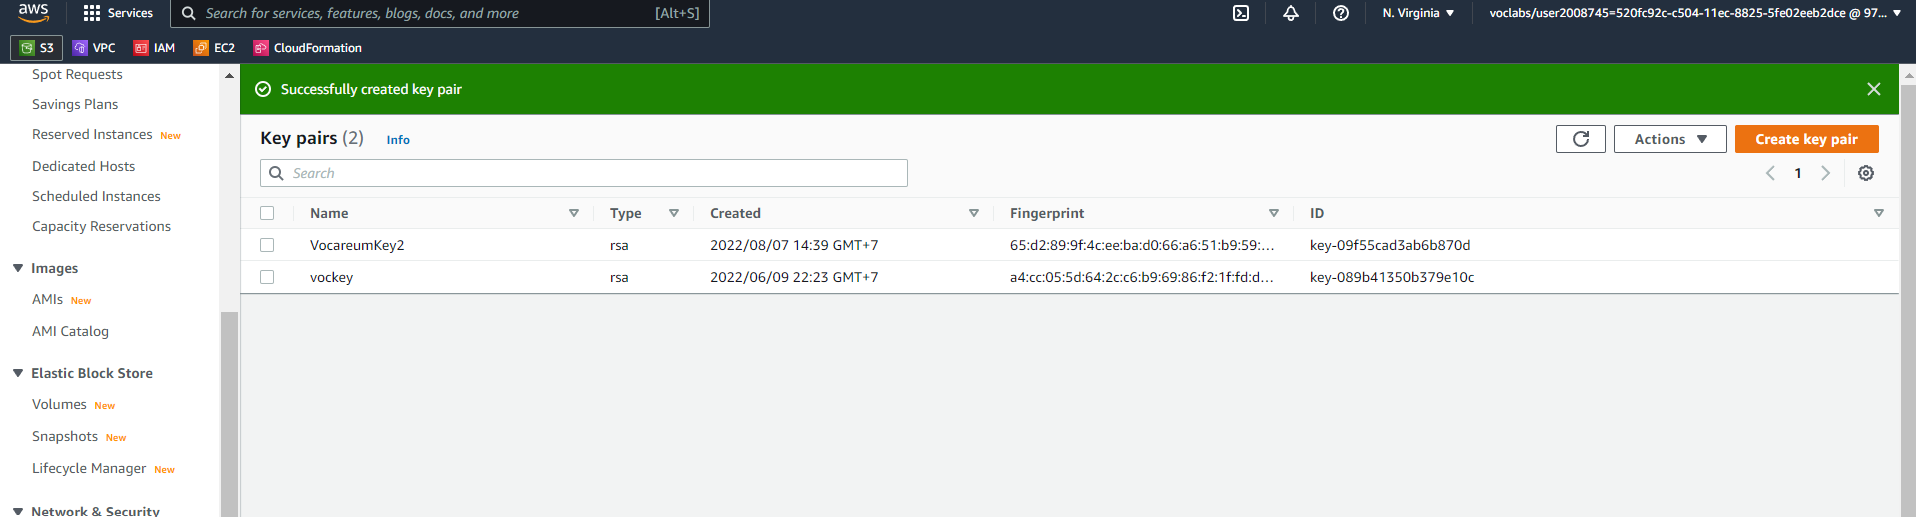 aws
Services
Search for services, features, blogs, docs, and more
[Alt+S]
N. Virginia
voclabs/user2008745=520fc92c-c504-11ec-8825-5fe02eeb2dce @ 97...
S3
VPC
IAM
EC2
CloudFormation
Spot Requests
Savings Plans
Reserved Instances New
Dedicated Hosts
Scheduled Instances
Capacity Reservations
Images
AMIs New
AMI Catalog
Elastic Block Store
Volumes New
Snapshots New
Lifecycle Manager New
Network & Security
Successfully created key pair
Key pairs (2) Info
Actions
Create key pair
Search
1
Name Type Created Fingerprint ID
VocareumKey2 rsa 2022/08/07 14:39 GMT+7 65:d2:89:9f:4c:ee:ba:d0:66:a6:51:b9:59:... key-09f55cad3ab6b870d
vockey rsa 2022/06/09 22:23 GMT+7 a4:cc:05:5d:64:2c:c6:b9:69:86:f2:1f:fd:d... key-089b41350b379e10c